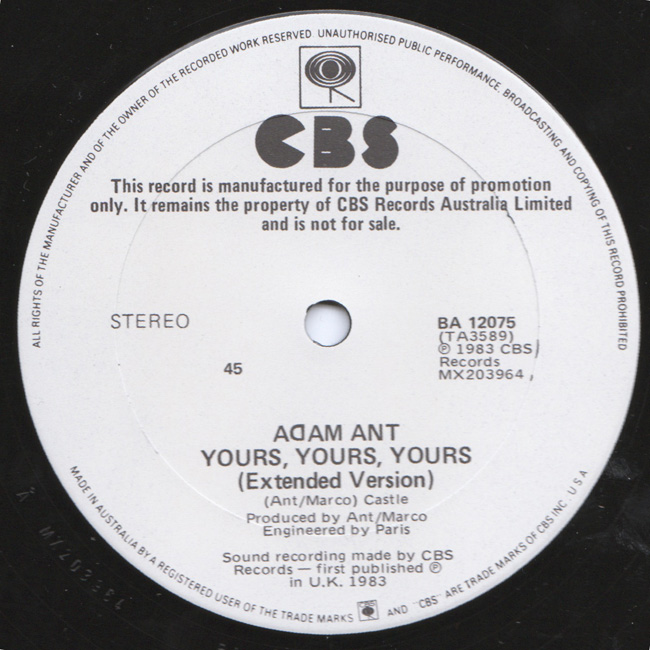 ALL RIGHTS OF THE MANUFACTURER AND OF THE OWNER OF THE RECORDED WORK RESERVED. UNAUTHORISED PUBLIC PERFORMANCE, BROADCASTING AND COPYING OF THIS RECORD PROHIBITED
CBS
This record is manufactured for the purpose of promotion
only. It remains the property of CBS Records Australia Limited
and is not for sale.
STEREO
45
BA 12075
(TA3589)
℗ 1983 CBS
Records
MX203964
ADAM ANT
YOURS, YOURS, YOURS
(Extended Version)
(Ant/Marco) Castle
Produced by Ant/Marco
Engineered by Paris
Sound recording made by CBS
Records — first published ℗
in U.K. 1983
MADE IN AUSTRALIA BY A REGISTERED USER OF THE TRADE MARKS AND "CBS" ARE TRADE MARKS OF CBS INC. U S A